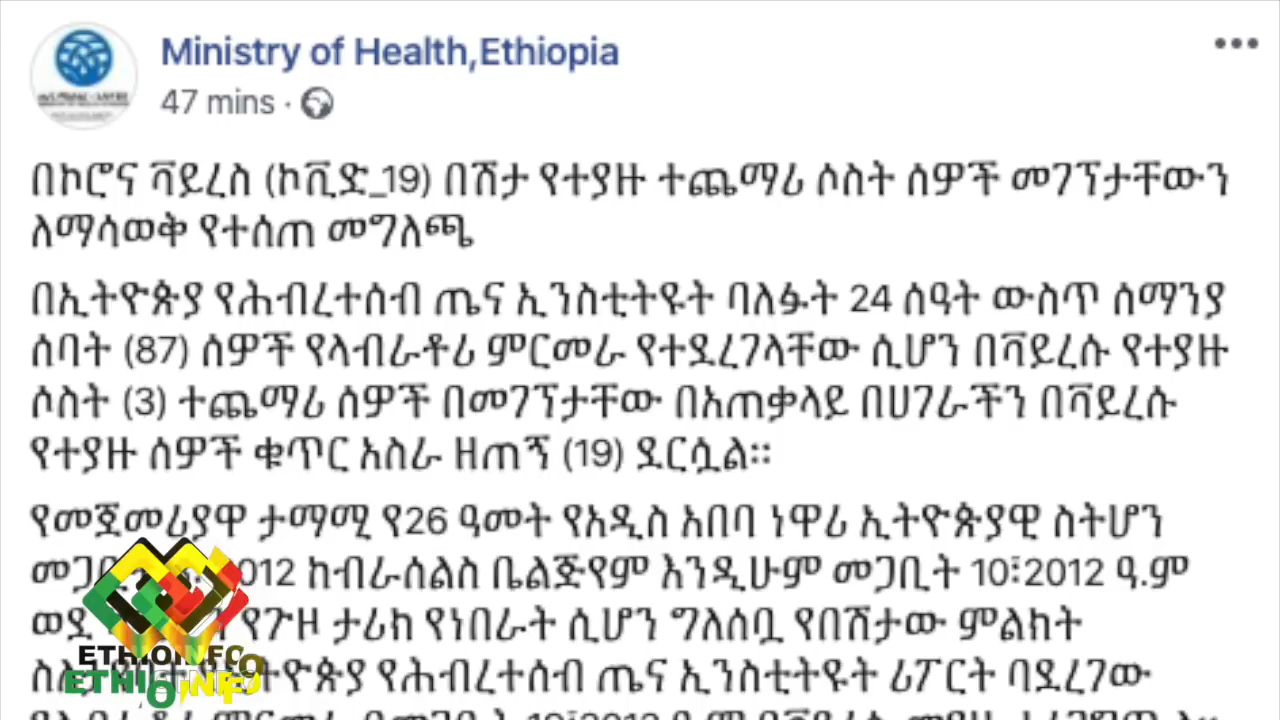 Ministry of Health,Ethiopia
47 mins ·
በኮሮና ቫይረስ (ኮቪድ_19) በሽታ የተያዙ ተጨማሪ ሶስት ሰዎች መገኘታቸውን
ለማሳወቅ የተሰጠ መግለጫ
በኢትዮጵያ የሕብረተሰብ ጤና ኢንስቲትዩት ባለፉት 24 ሰዓት ውስጥ ሰማንያ
ሰባት (87) ሰዎች የላብራቶሪ ምርመራ የተደረገላቸው ሲሆን በቫይረሱ የተያዙ
ሶስት (3) ተጨማሪ ሰዎች በመገኘታቸው በአጠቃላይ በሀገራችን በቫይረሱ
የተያዙ ሰዎች ቁጥር አስራ ዘጠኝ (19) ደርሷል።
የመጀመሪያዋ ታማሚ የ26 ዓመት የአዲስ አበባ ነዋሪ ኢትዮጵያዊ ስትሆን
ከብራሰልስ ቤልጅየም እንዲሁም መጋቢት 10፣2012 ዓ.ም
ወደ የጉዞ ታሪክ የነበራት ሲሆን ግለሰቧ የበሽታው ምልክት
የሕብረተሰብ ጤና ኢንስቲትዩት ሪፖርት ባደረገው
ETHIOINFO